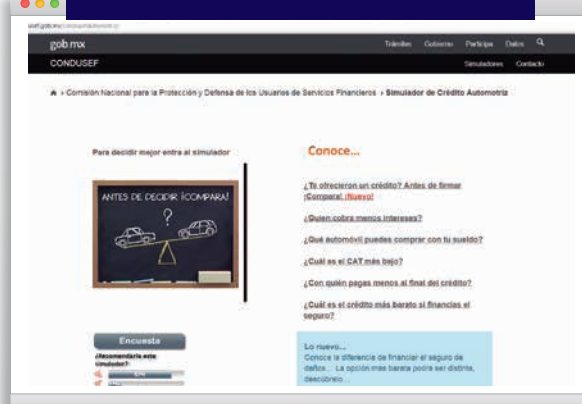 gob mx
Trámites Gobierno Participa Datos
CONDUSEF
Simuladores Contacto
› Comisión Nacional para la Protección y Defensa de los Usuarios de Servicios Financieros › Simulador de Crédito Automotriz
Para decidir mejor entra al simulador
Conoce...
ANTES DE DECIDIR ¡COMPARA!
?
¿Te ofrecieron un crédito? Antes de firmar
¡Compara! ¡Nuevo!
¿Quien cobra menos intereses?
¿Qué automóvil puedes comprar con tu sueldo?
¿Cuál es el CAT más bajo?
¿Con quién pagas menos al final del crédito?
¿Cuál es el crédito más barato si financias el
seguro?
Encuesta
¿Recomendaría este
simulador?
Lo nuevo...
Conoce la diferencia de financiar el seguro de
daños... La opción más barata podría ser distinta,
descúbrelo...